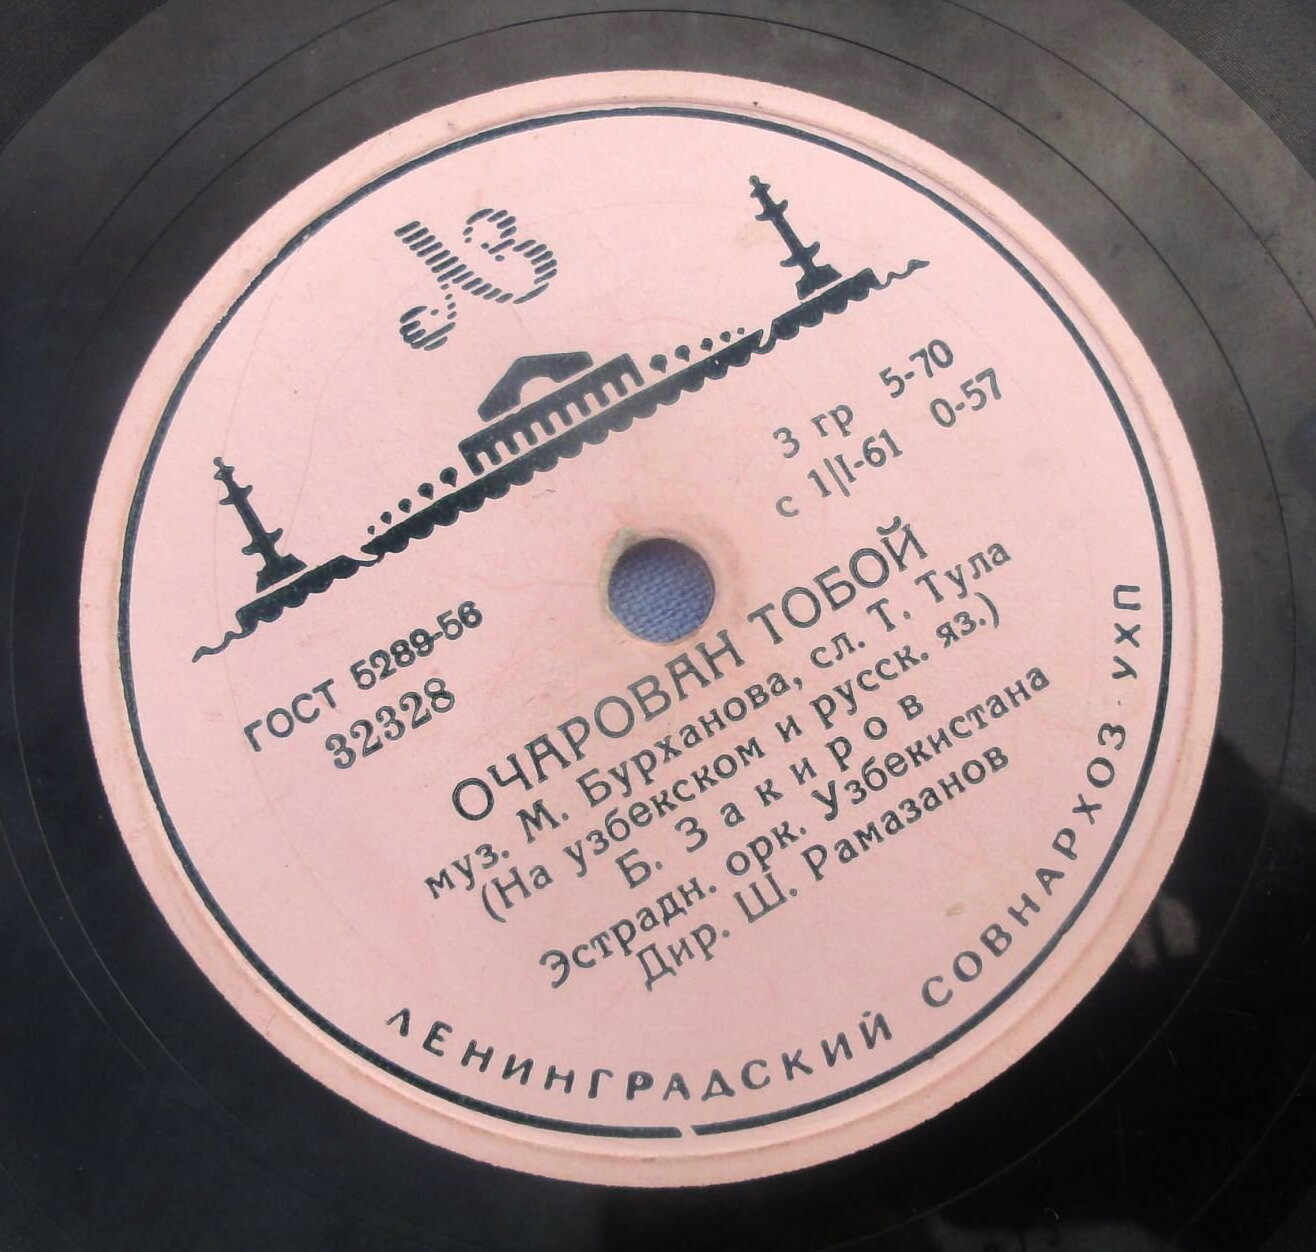 ЛЗ
3 гр 5-70
с 1|I-61 0-57
ГОСТ 5289-56
32328
ОЧАРОВАН ТОБОЙ
муз. М. Бурханова, сл. Т. Тула
(На узбекском и русск. яз.)
Б. Закиров
Эстрадн. орк. Узбекистана
Дир. Ш. Рамазанов
ЛЕНИНГРАДСКИЙ СОВНАРХОЗ · УХП